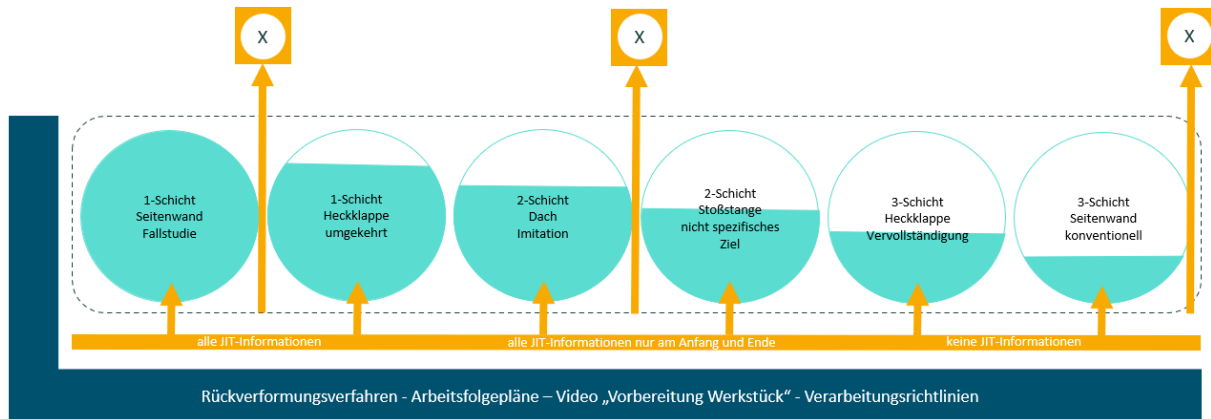 X
X
X
1-Schicht
Seitenwand
Fallstudie
1-Schicht
Heckklappe
umgekehrt
2-Schicht
Dach
Imitation
2-Schicht
Stoßstange
nicht spezifisches
Ziel
3-Schicht
Heckklappe
Vervollständigung
3-Schicht
Seitenwand
konventionell
alle JIT-Informationen
alle JIT-Informationen nur am Anfang und Ende
keine JIT-Informationen
Rückverformungsverfahren - Arbeitsfolgepläne – Video „Vorbereitung Werkstück“ - Verarbeitungsrichtlinien